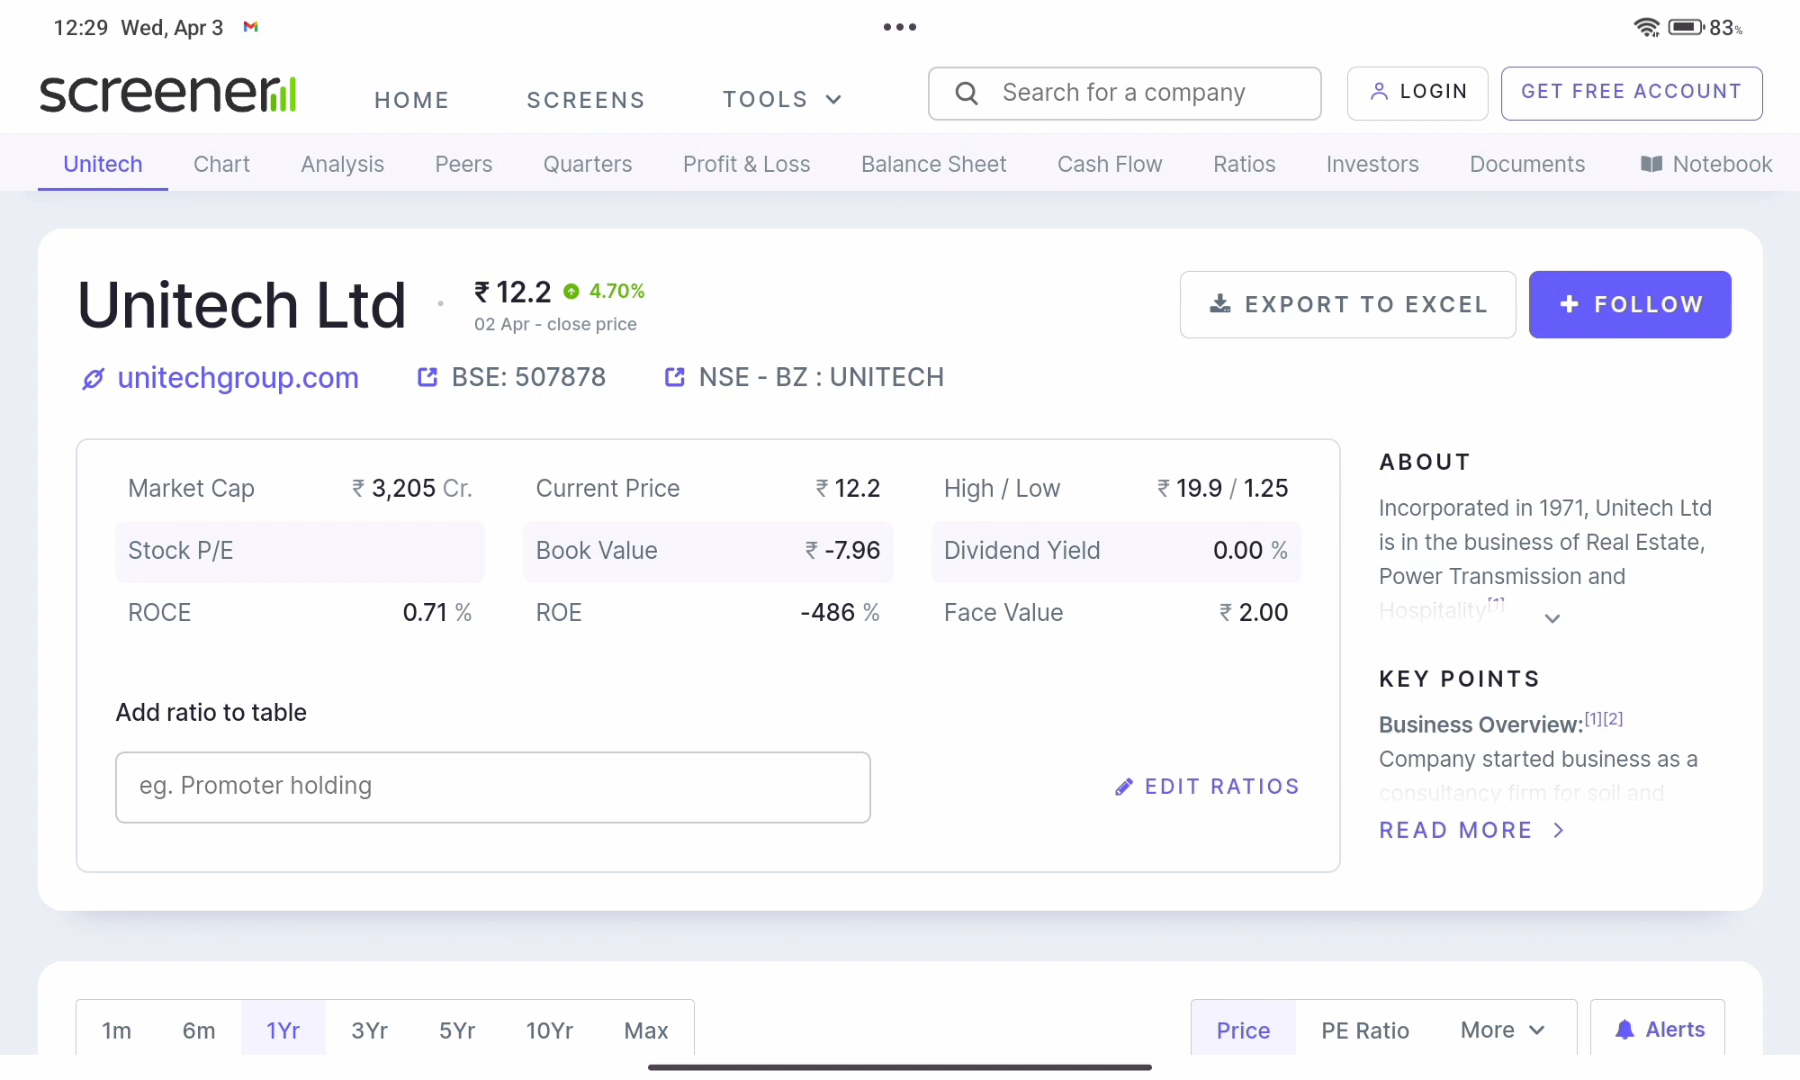 12:29 Wed, Apr 3
83%
screener
HOME
SCREENS
TOOLS
Search for a company
LOGIN
GET FREE ACCOUNT
Unitech
Chart
Analysis
Peers
Quarters
Profit & Loss
Balance Sheet
Cash Flow
Ratios
Investors
Documents
Notebook
Unitech Ltd
₹ 12.2 4.70%
02 Apr - close price
EXPORT TO EXCEL
FOLLOW
unitechgroup.com
BSE: 507878
NSE - BZ : UNITECH
Market Cap ₹ 3,205 Cr.
Current Price ₹ 12.2
High / Low ₹ 19.9 / 1.25
Stock P/E
Book Value ₹ -7.96
Dividend Yield 0.00 %
ROCE 0.71 %
ROE -486 %
Face Value ₹ 2.00
Add ratio to table
eg. Promoter holding
EDIT RATIOS
ABOUT
Incorporated in 1971, Unitech Ltd
is in the business of Real Estate,
Power Transmission and
Hospitality[1]
KEY POINTS
Business Overview:[1][2]
Company started business as a
consultancy firm for soil and
READ MORE
1m
6m
1Yr
3Yr
5Yr
10Yr
Max
Price
PE Ratio
More
Alerts